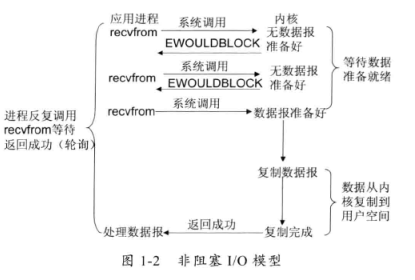 应用进程 内核
recvfrom 系统调用 无数据报
EWOULDBLOCK 准备好
系统调用 无数据报
recvfrom EWOULDBLOCK 准备好
等待数据
准备就绪
recvfrom 系统调用 数据报准备好
进程反复调用
recvfrom等待
返回成功（轮询）
复制数据报
数据从内
核复制到
用户空间
处理数据报 返回成功 复制完成
图 1-2 非阻塞 I/O 模型